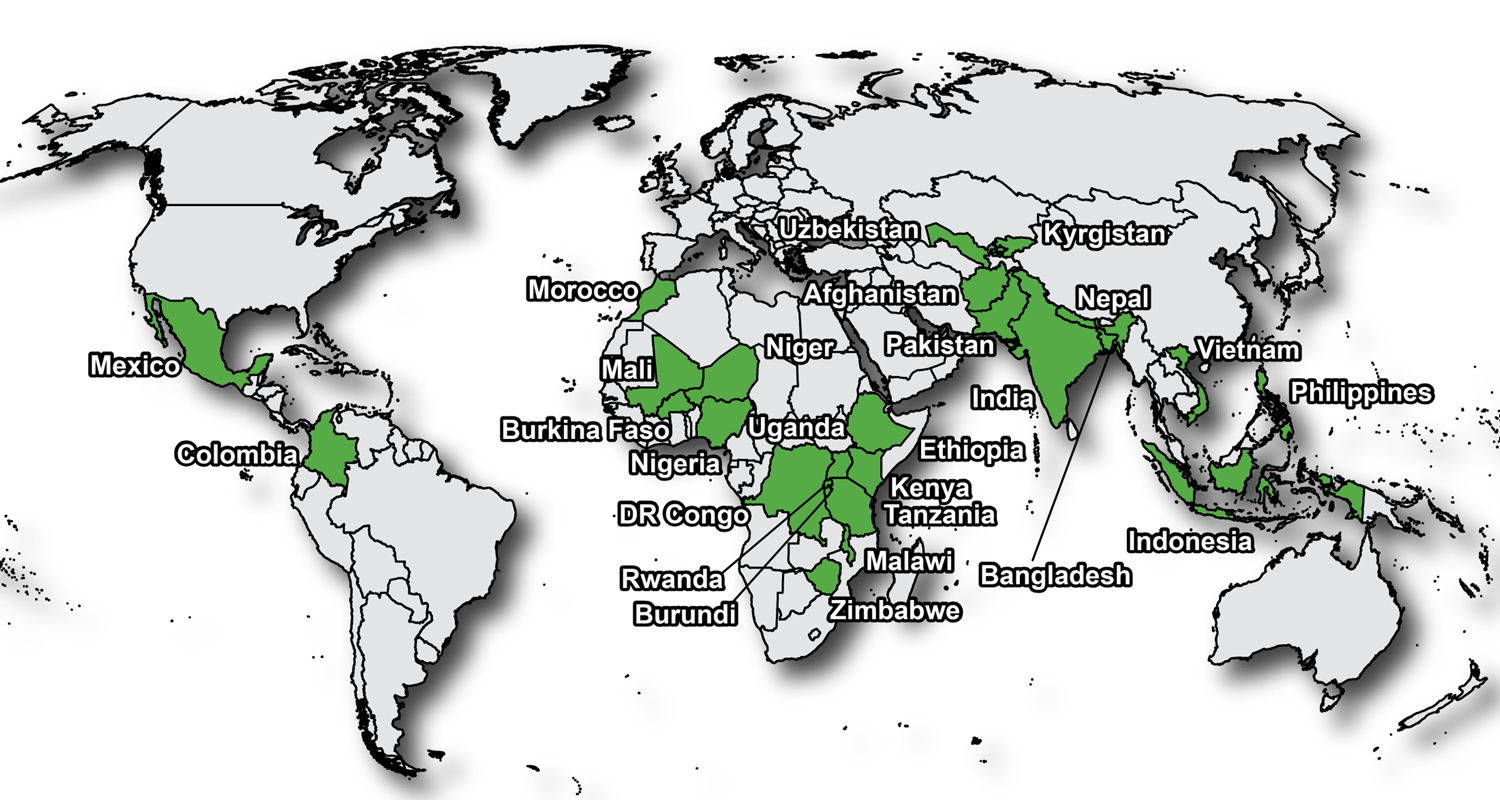 Uzbekistan
Kyrgistan
Morocco
Afghanistan
Nepal
Mexico
Mali
Niger
Pakistan
Vietnam
India
Philippines
Colombia
Burkina Faso
Uganda
Nigeria
Ethiopia
DR Congo
Kenya
Tanzania
Indonesia
Rwanda
Malawi
Bangladesh
Burundi
Zimbabwe